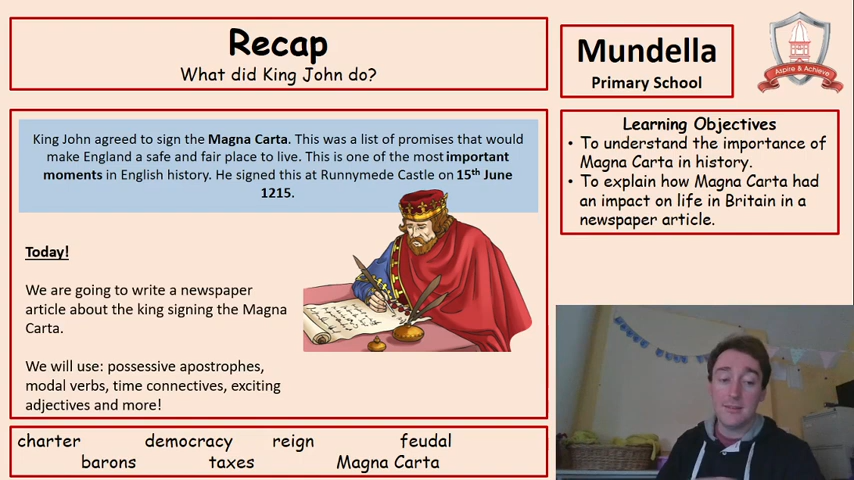 Recap
What did King John do?
Mundella
Primary School
Aspire & Achieve
King John agreed to sign the Magna Carta. This was a list of promises that would
make England a safe and fair place to live. This is one of the most important
moments in English history. He signed this at Runnymede Castle on 15th June
1215.
Learning Objectives
• To understand the importance of
Magna Carta in history.
• To explain how Magna Carta had
an impact on life in Britain in a
newspaper article.
Today!
We are going to write a newspaper
article about the king signing the Magna
Carta.
We will use: possessive apostrophes,
modal verbs, time connectives, exciting
adjectives and more!
charter democracy reign feudal
barons taxes Magna Carta